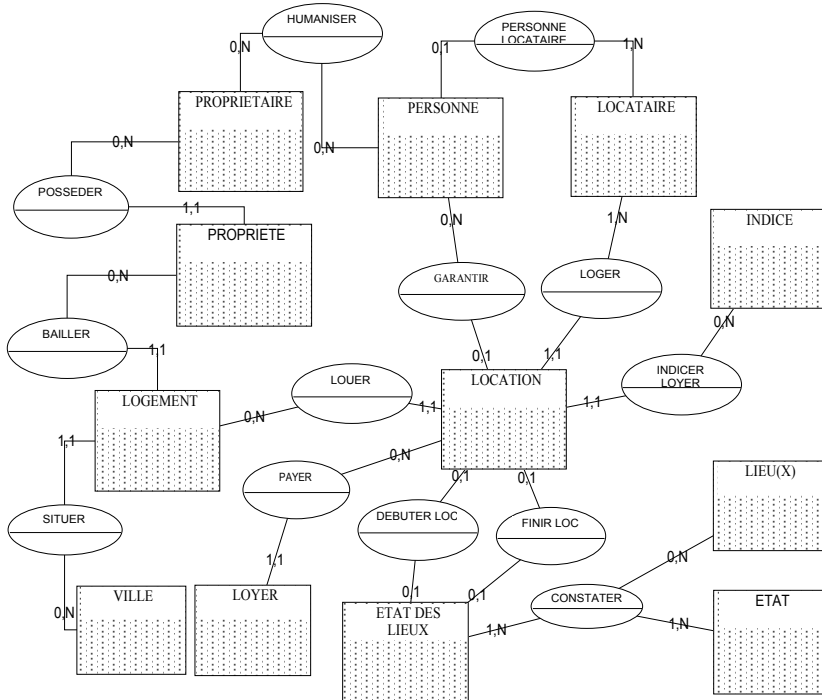 HUMANISER
PERSONNE
LOCATAIRE
0,N
0,1
1,N
PROPRIETAIRE
PERSONNE
LOCATAIRE
0,N
0,N
POSSEDER
1,1
0,N
1,N
INDICE
PROPRIETE
0,N
GARANTIR
LOGER
BAILLER
0,N
1,1
0,1
1,1
LOUER
LOCATION
INDICER
LOYER
LOGEMENT
0,N
1,1
1,1
1,1
0,N
PAYER
0,1
0,1
LIEU(X)
SITUER
DEBUTER LOC
FINIR LOC
1,1
0,N
0,1
0,1
CONSTATER
ETAT
VILLE
LOYER
0,N
ETAT DES
LIEUX
1,N
1,N